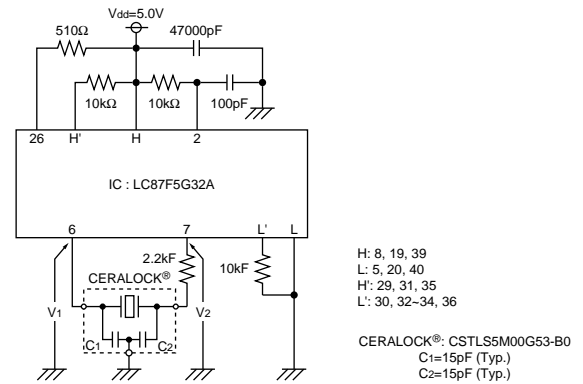 Vdd=5.0V
510Ω
47000pF
10kΩ
10kΩ
100pF
26
H'
H
2
IC : LC87F5G32A
6
7
L'
L
2.2kF
10kF
CERALOCK®
V1
V2
C1
C2
H: 8, 19, 39
L: 5, 20, 40
H': 29, 31, 35
L': 30, 32~34, 36
CERALOCK®: CSTLS5M00G53-B0
C1=15pF (Typ.)
C2=15pF (Typ.)